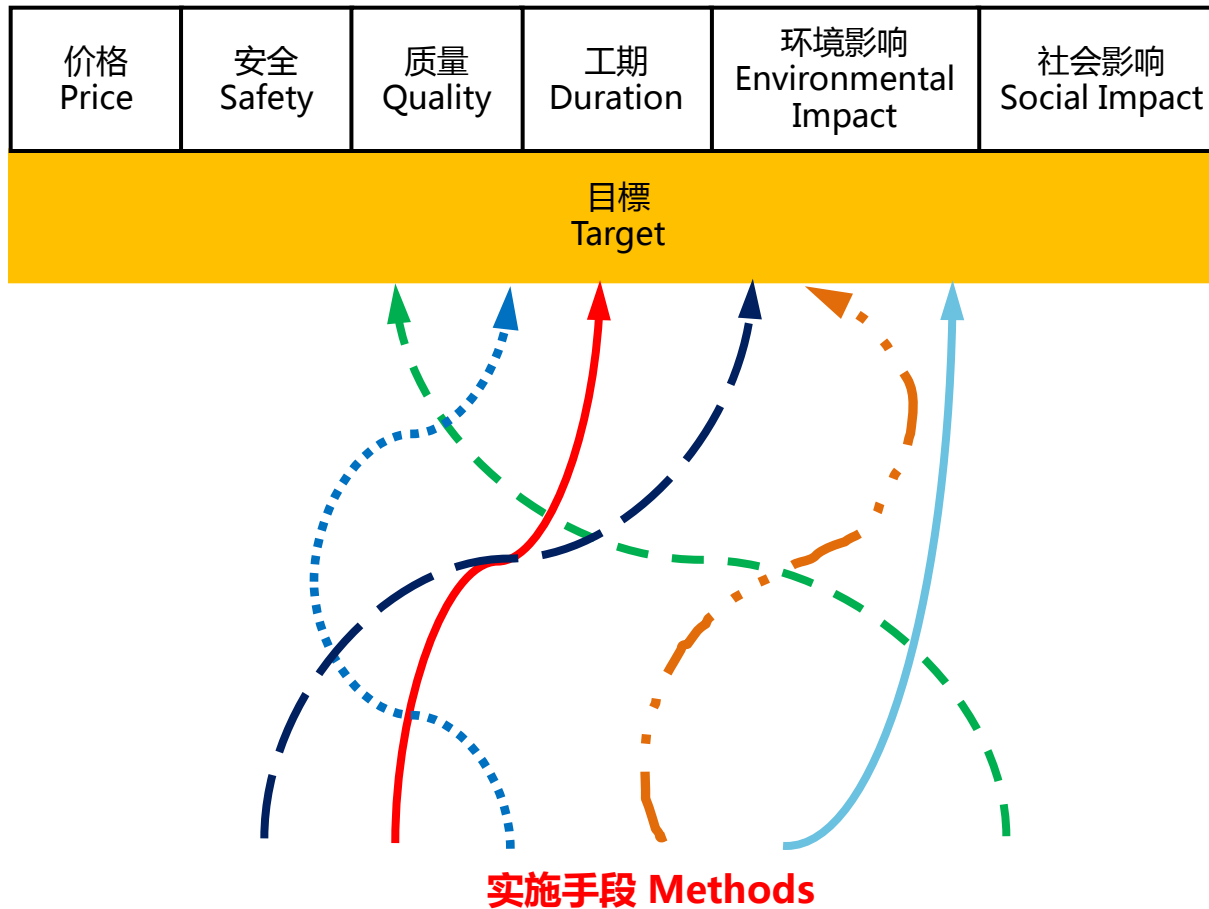 价格
Price
安全
Safety
质量
Quality
工期
Duration
环境影响
Environmental
Impact
社会影响
Social Impact
目標
Target
实施手段 Methods